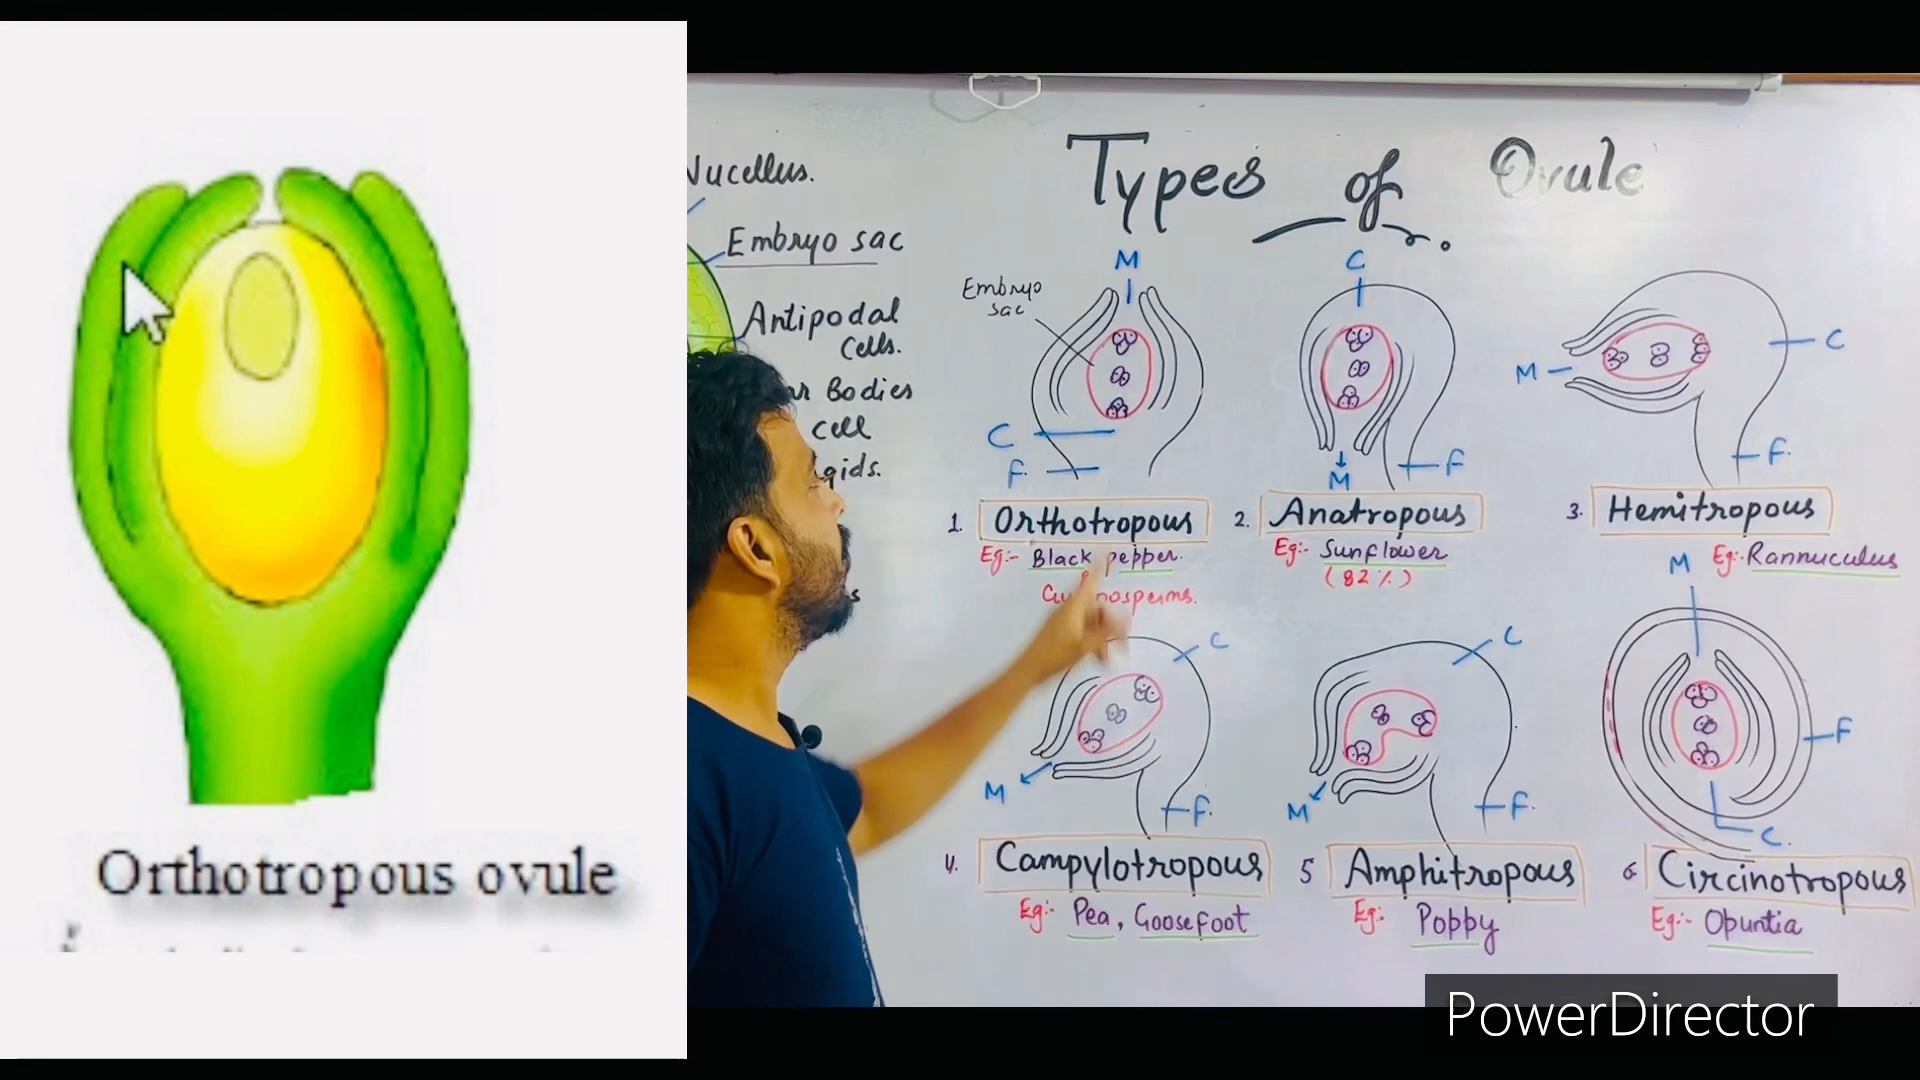 Orthotropous ovule
Nucellus.
Embryo sac
Antipodal
Cells.
Bodies
cell
Types of Ovule
M
Embryo
sac
C
F.
1. Orthotropous
Eg:- Black pepper.
C
M
F
2. Anatropous
Eg:- Sunflower
(82%)
M
C
F.
3. Hemitropous
Eg:- Rannuculus
C
M
F.
4. Campylotropous
Eg:- Pea, Goosefoot
C
M
F.
5 Amphitropous
Eg:- Poppy
M
F
C.
6 Circinotropous
Eg:- Opuntia
PowerDirector